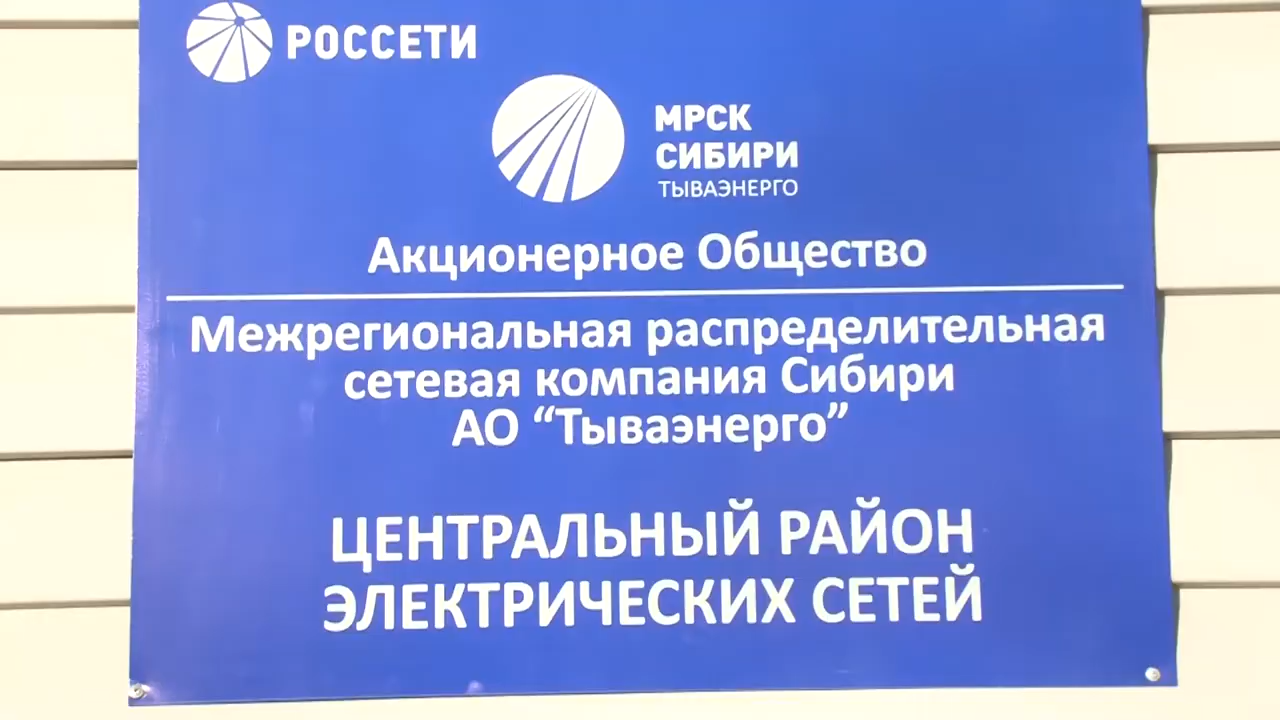 РОССЕТИ
МРСК
СИБИРИ
ТЫВАЭНЕРГО
Акционерное Общество
Межрегиональная распределительная
сетевая компания Сибири
АО “Тываэнерго”
ЦЕНТРАЛЬНЫЙ РАЙОН
ЭЛЕКТРИЧЕСКИХ СЕТЕЙ